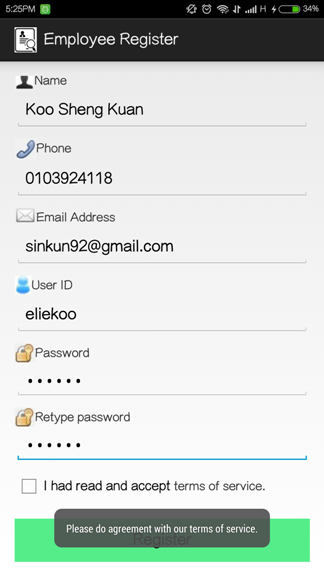 5:25PM H 34%
Employee Register
Name
Koo Sheng Kuan
Phone
0103924118
Email Address
sinkun92@gmail.com
User ID
eliekoo
Password
••••••
Retype password
••••••
I had read and accept terms of service.
Please do agreement with our terms of service.
Register